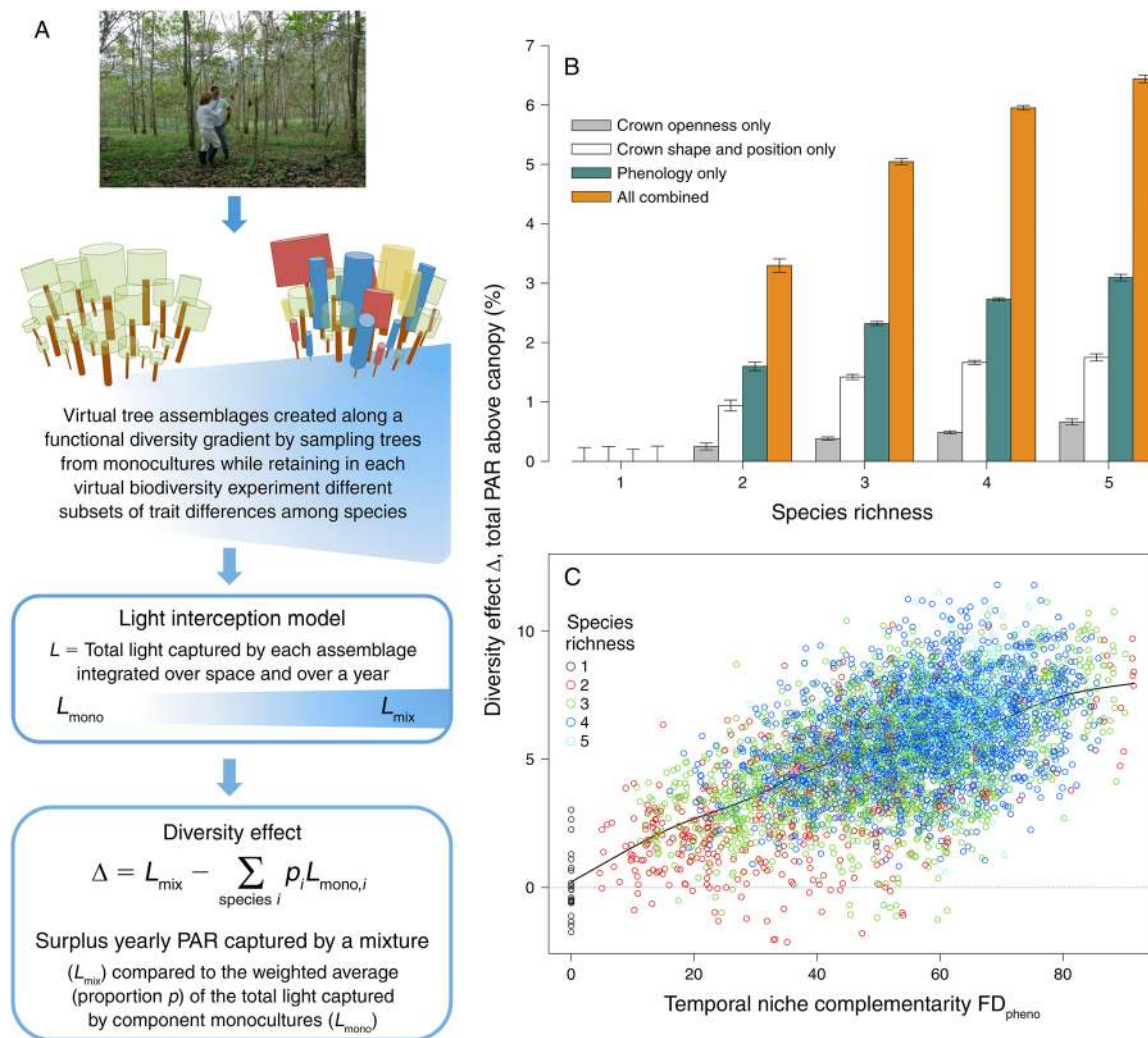 A
Virtual tree assemblages created along a
functional diversity gradient by sampling trees
from monocultures while retaining in each
virtual biodiversity experiment different
subsets of trait differences among species
Light interception model
L = Total light captured by each assemblage
integrated over space and over a year
Lmono Lmix
Diversity effect
Δ = Lmix − ∑ piLmono,i
species i
Surplus yearly PAR captured by a mixture
(Lmix) compared to the weighted average
(proportion p) of the total light captured
by component monocultures (Lmono)
Diversity effect Δ, total PAR above canopy (%)
B
7
6
5
4
3
2
1
0
Crown openness only
Crown shape and position only
Phenology only
All combined
1 2 3 4 5
Species richness
C
Species
richness
1
2
3
4
5
10
5
0
0 20 40 60 80
Temporal niche complementarity FDpheno